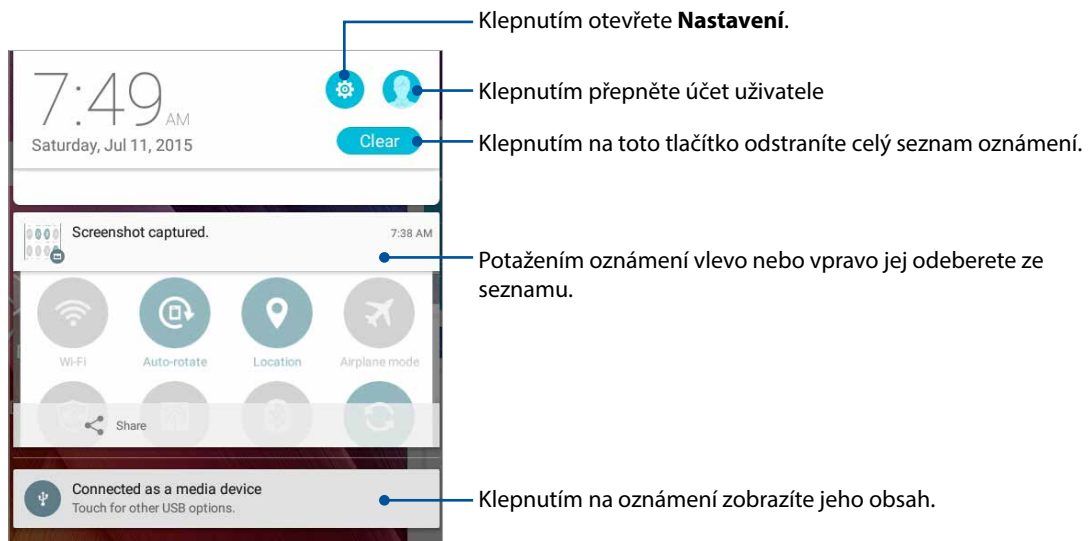 Klepnutím otevřete Nastavení.
7:49 AM
Klepnutím přepněte účet uživatele
Saturday, Jul 11, 2015
Clear
Klepnutím na toto tlačítko odstraníte celý seznam oznámení.
Screenshot captured.
7:38 AM
Potažením oznámení vlevo nebo vpravo jej odeberete ze
seznamu.
Wi-Fi
Auto-rotate
Location
Airplane mode
Share
Connected as a media device
Touch for other USB options.
Klepnutím na oznámení zobrazíte jeho obsah.